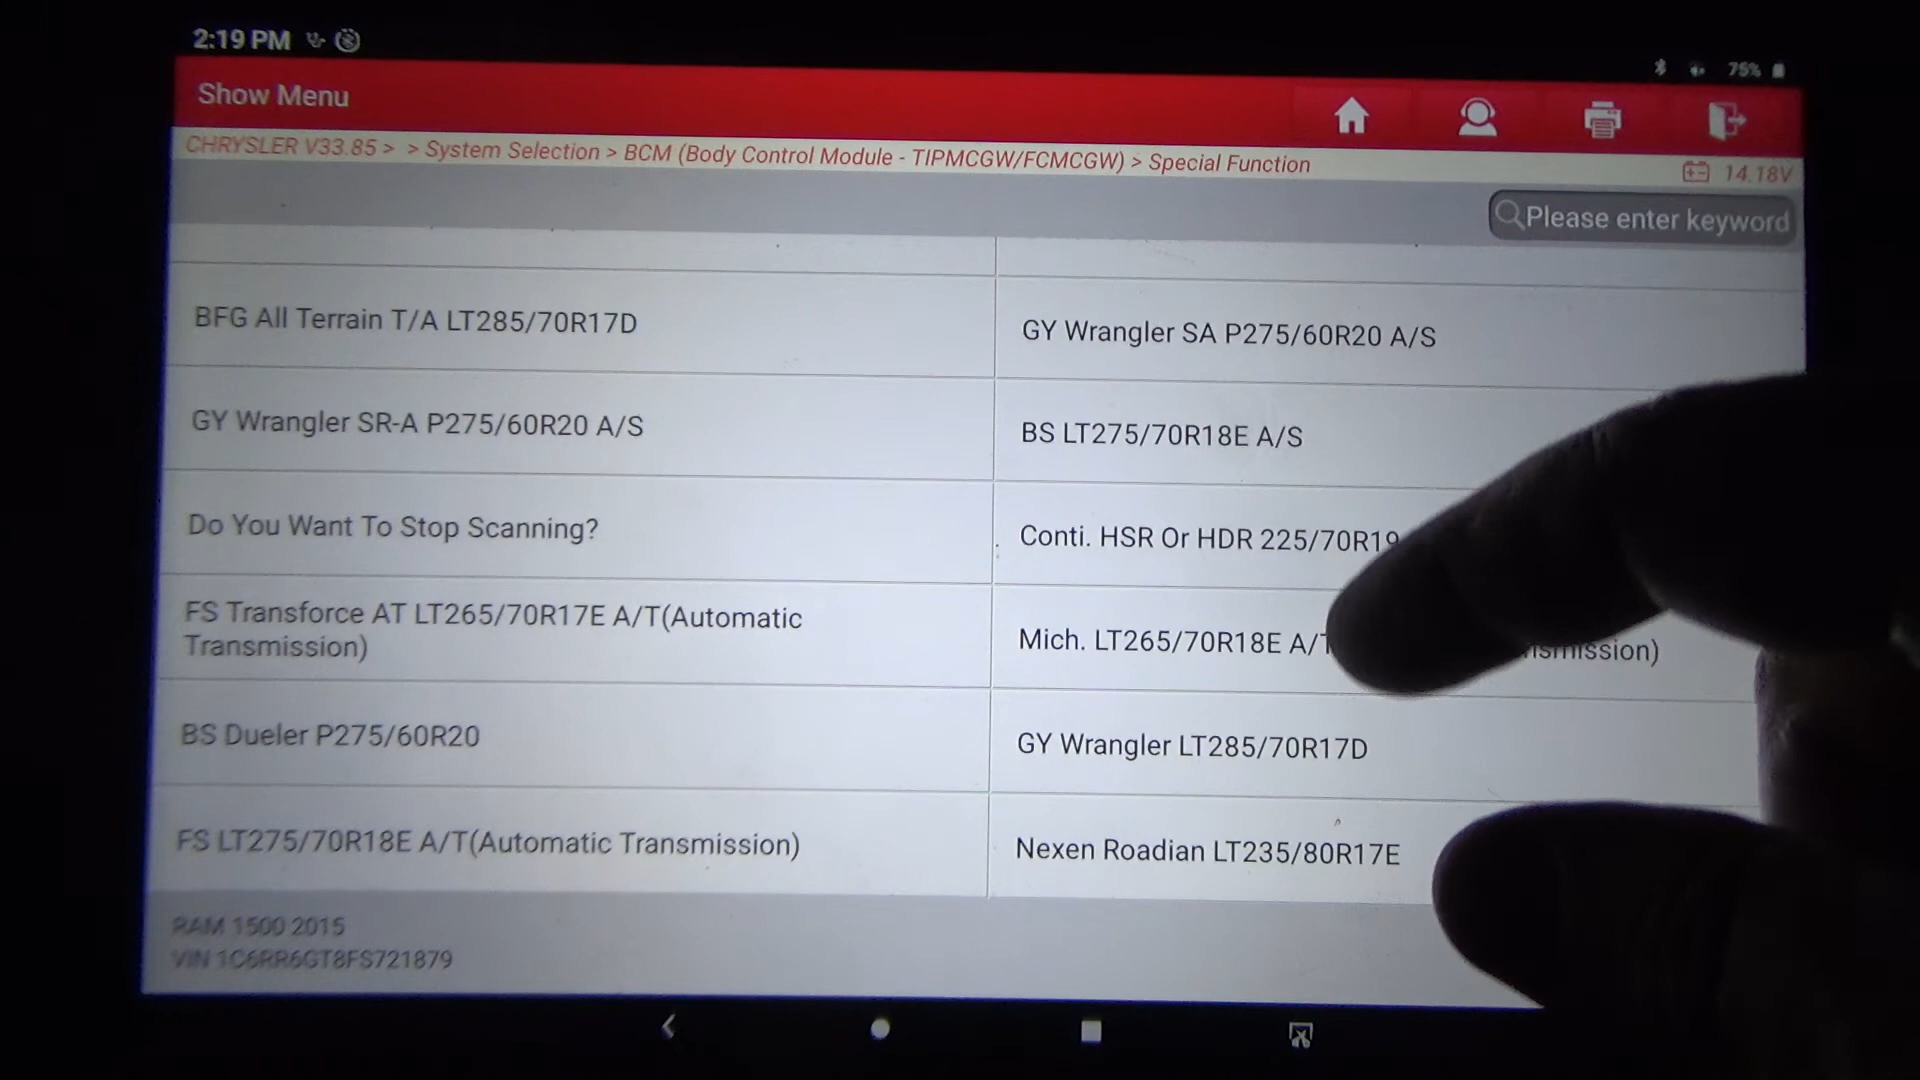 2:19 PM
75%
Show Menu
CHRYSLER V33.85 > > System Selection > BCM (Body Control Module - TIPMCGW/FCMCGW) > Special Function
14.18V
Please enter keyword
BFG All Terrain T/A LT285/70R17D
GY Wrangler SA P275/60R20 A/S
GY Wrangler SR-A P275/60R20 A/S
BS LT275/70R18E A/S
Do You Want To Stop Scanning?
Conti. HSR Or HDR 225/70R19
FS Transforce AT LT265/70R17E A/T(Automatic
Transmission)
Mich. LT265/70R18E
BS Dueler P275/60R20
GY Wrangler LT285/70R17D
FS LT275/70R18E A/T(Automatic Transmission)
Nexen Roadian LT235/80R17E
RAM 1500 2015
VIN 1C6RR6GT8FS721879